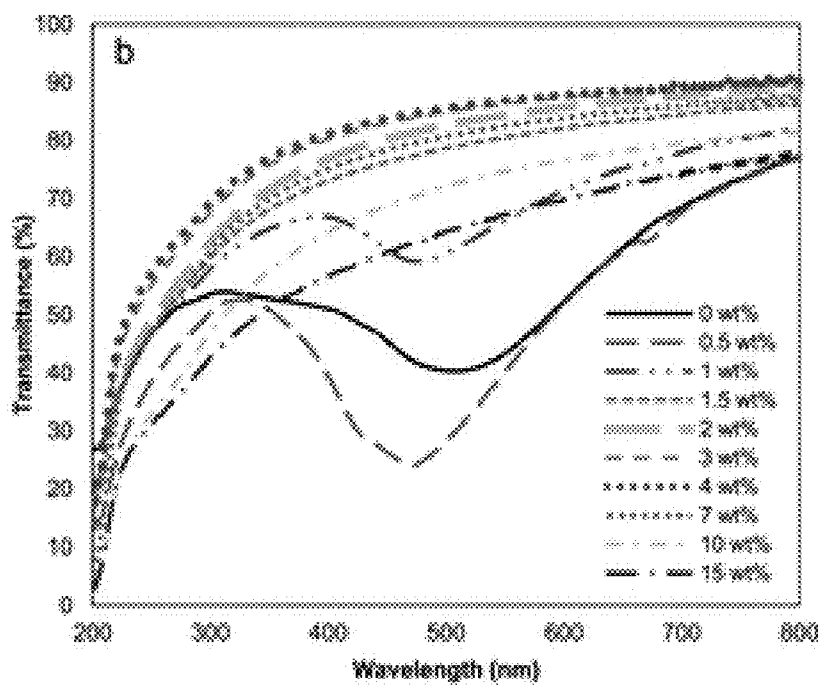 b
Transmittance (%)
100
90
80
70
60
50
40
30
20
10
0
200 300 400 500 600 700 800
Wavelength (nm)
0 wt%
0.5 wt%
1 wt%
1.5 wt%
2 wt%
3 wt%
4 wt%
7 wt%
10 wt%
15 wt%